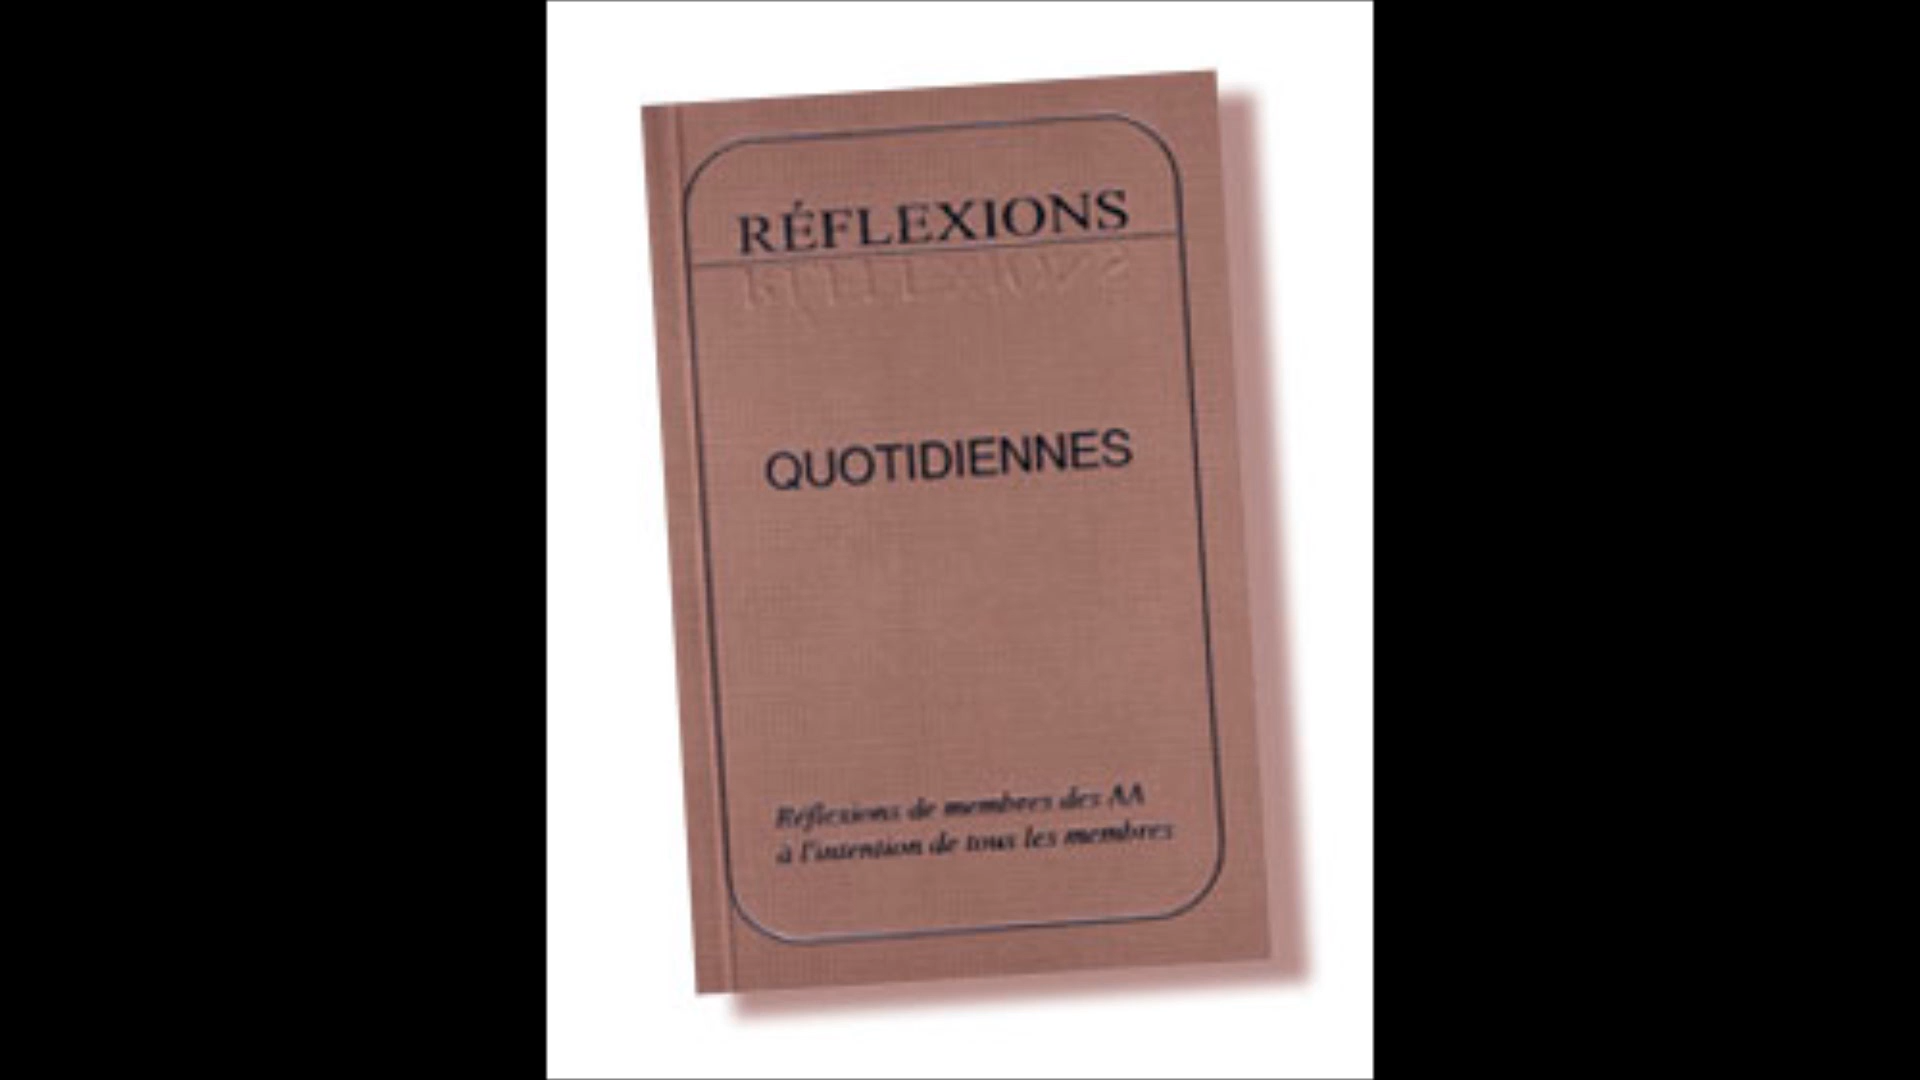 RÉFLEXIONS
QUOTIDIENNES
Réflexions de membres des AA
à l'intention de tous les membres